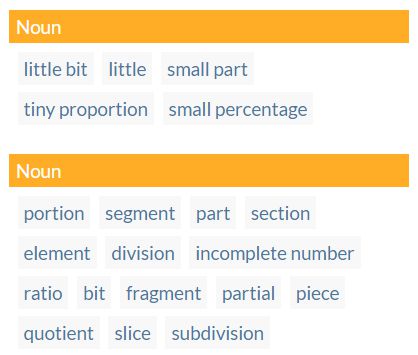 Noun
little bit little small part
tiny proportion small percentage
Noun
portion segment part section
element division incomplete number
ratio bit fragment partial piece
quotient slice subdivision